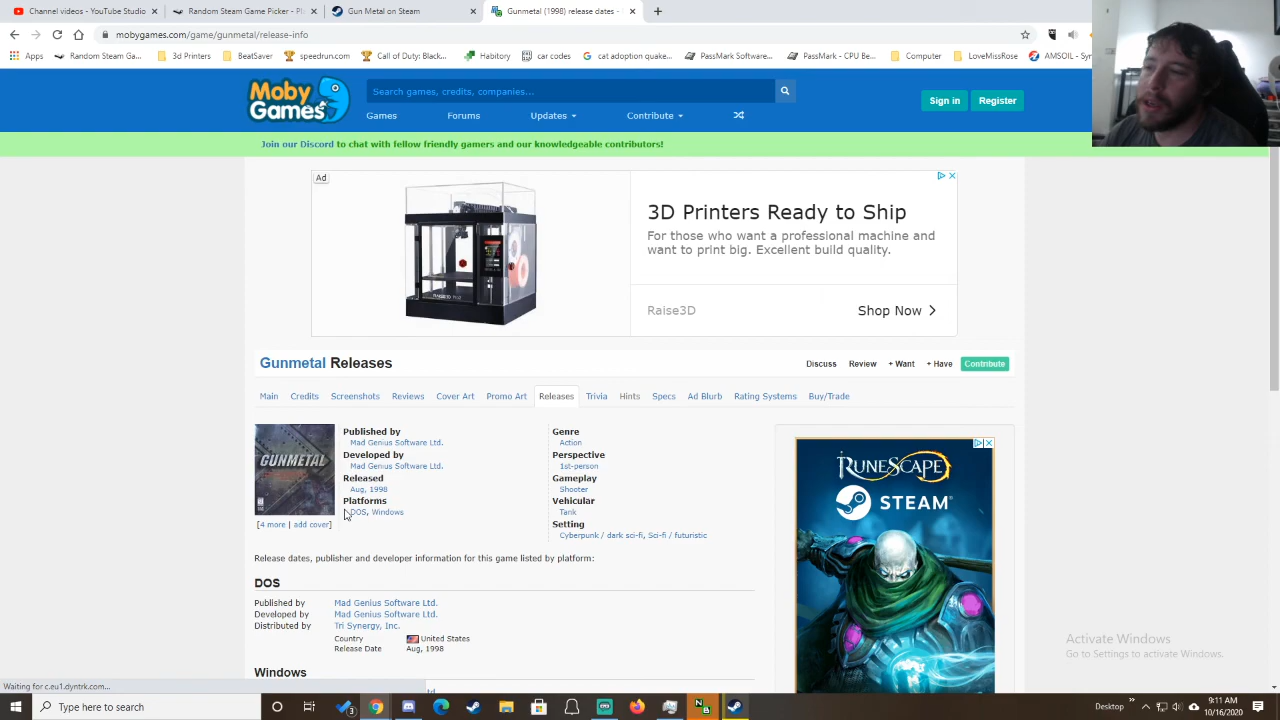 Channel videos - YouTube Studio
Channel content - YouTube Studio
Gunmetal (1998) release dates -
mobygames.com/game/gunmetal/release-info
Apps
Random Steam Ga...
3d Printers
BeatSaver
speedrun.com
Call of Duty: Black...
Habitory
car codes
cat adoption quake...
PassMark Software...
PassMark - CPU Be...
Computer
LoveMissRose
AMSOIL - Syn
Moby Games
Search games, credits, companies...
Games
Forums
Updates
Contribute
Sign in
Register
Join our Discord to chat with fellow friendly gamers and our knowledgeable contributors!
Ad
3D Printers Ready to Ship
For those who want a professional machine and
want to print big. Excellent build quality.
Raise3D
Shop Now
Gunmetal Releases
Discuss
Review
+ Want
+ Have
Contribute
Main
Credits
Screenshots
Reviews
Cover Art
Promo Art
Releases
Trivia
Hints
Specs
Ad Blurb
Rating Systems
Buy/Trade
GUNMETAL
[4 more | add cover]
Published by
Mad Genius Software Ltd.
Developed by
Mad Genius Software Ltd.
Released
Aug, 1998
Platforms
DOS, Windows
Genre
Action
Perspective
1st-person
Gameplay
Shooter
Vehicular
Tank
Setting
Cyberpunk / dark sci-fi, Sci-fi / futuristic
RuneScape
STEAM
Release dates, publisher and developer information for this game listed by platform:
DOS
Published by Mad Genius Software Ltd.
Developed by Mad Genius Software Ltd.
Distributed by Tri Synergy, Inc.
Country United States
Release Date Aug, 1998
Windows
Activate Windows
Go to Settings to activate Windows.
Waiting for c.eu1.dyntrk.com...
Type here to search
3
Desktop
9:11 AM
10/16/2020